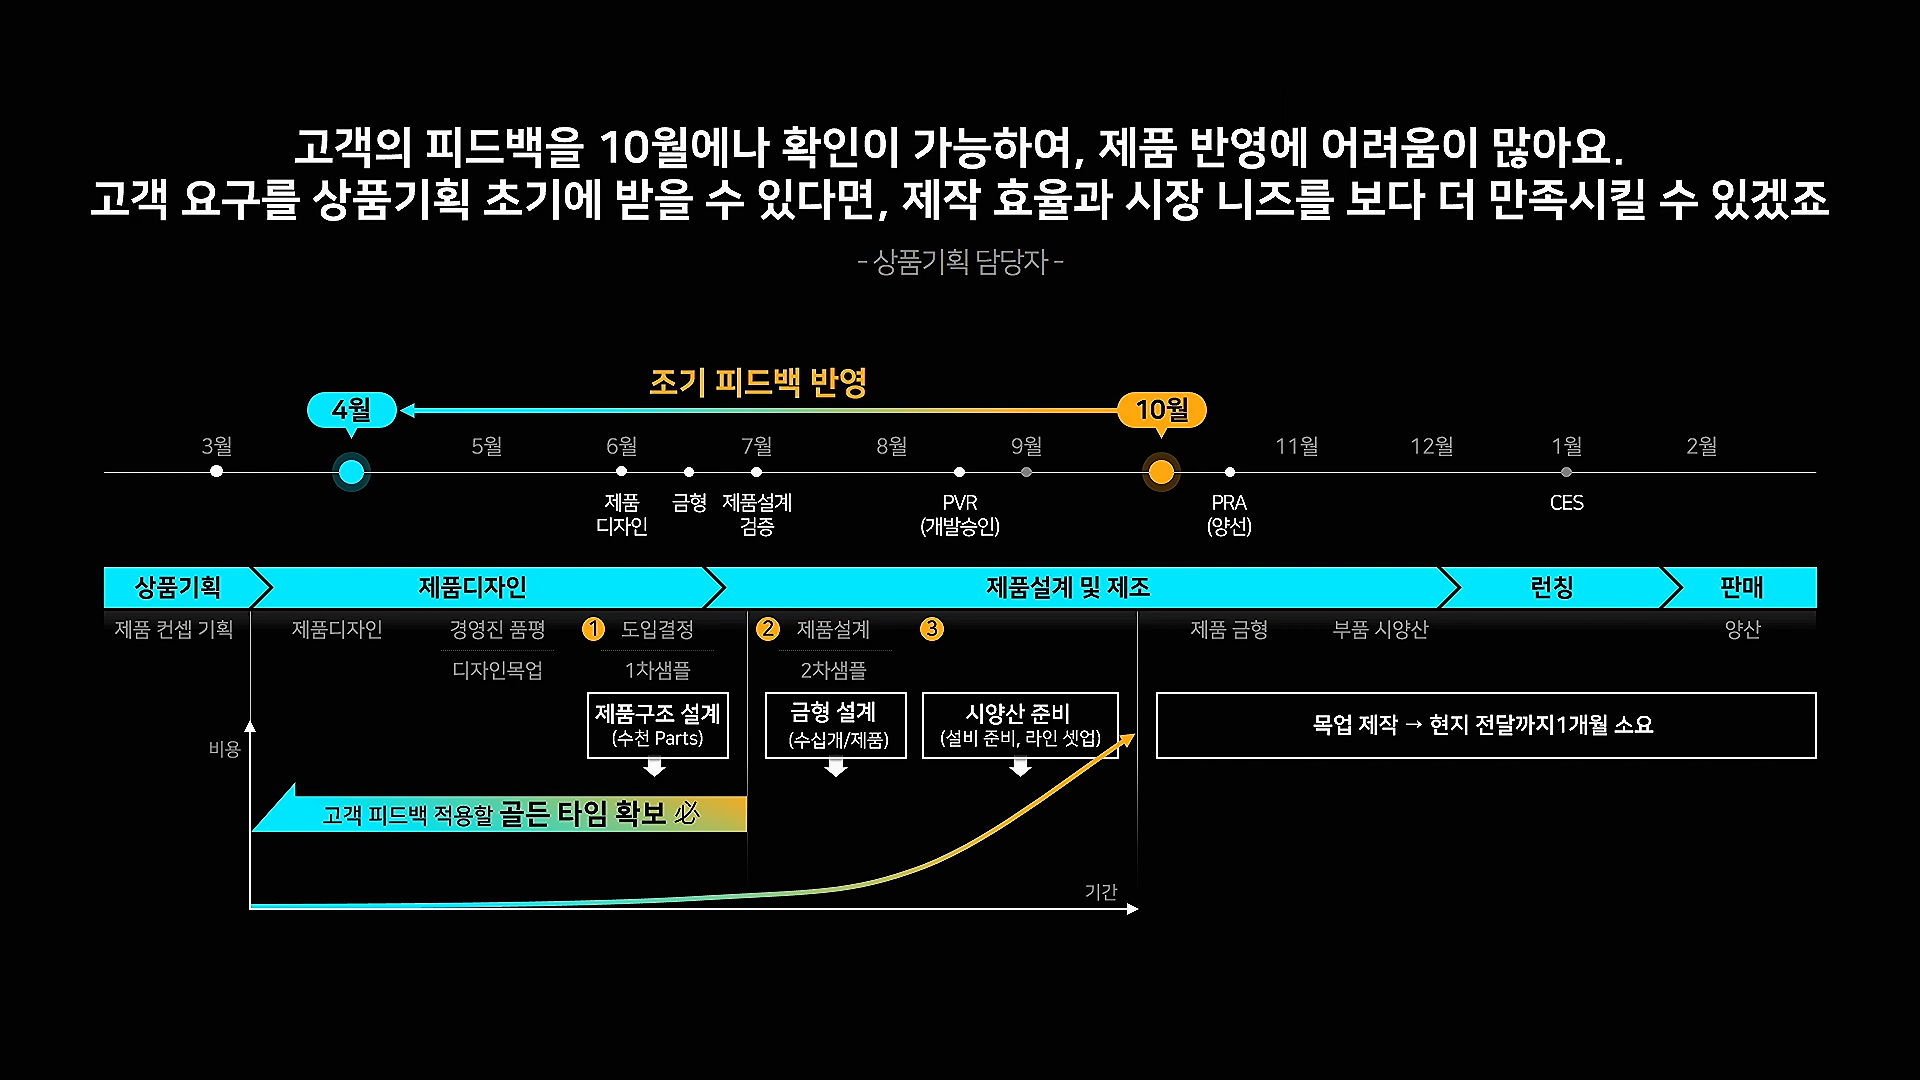 고객의 피드백을 10월에나 확인이 가능하여, 제품 반영에 어려움이 많아요.
고객 요구를 상품기획 초기에 받을 수 있다면, 제작 효율과 시장 니즈를 보다 더 만족시킬 수 있겠죠
- 상품기획 담당자 -
조기 피드백 반영
4월
10월
3월
5월
6월
7월
8월
9월
11월
12월
1월
2월
제품
디자인
금형
제품설계
검증
PVR
(개발승인)
PRA
(양선)
CES
상품기획
제품디자인
제품설계 및 제조
런칭
판매
제품 컨셉 기획
제품디자인
경영진 품평
디자인목업
1 도입결정
1차샘플
2 제품설계
2차샘플
3
제품 금형
부품 시양산
양산
제품구조 설계
(수천 Parts)
금형 설계
(수십개/제품)
시양산 준비
(설비 준비, 라인 셋업)
목업 제작 → 현지 전달까지1개월 소요
비용
고객 피드백 적용할 골든 타임 확보 必
기간